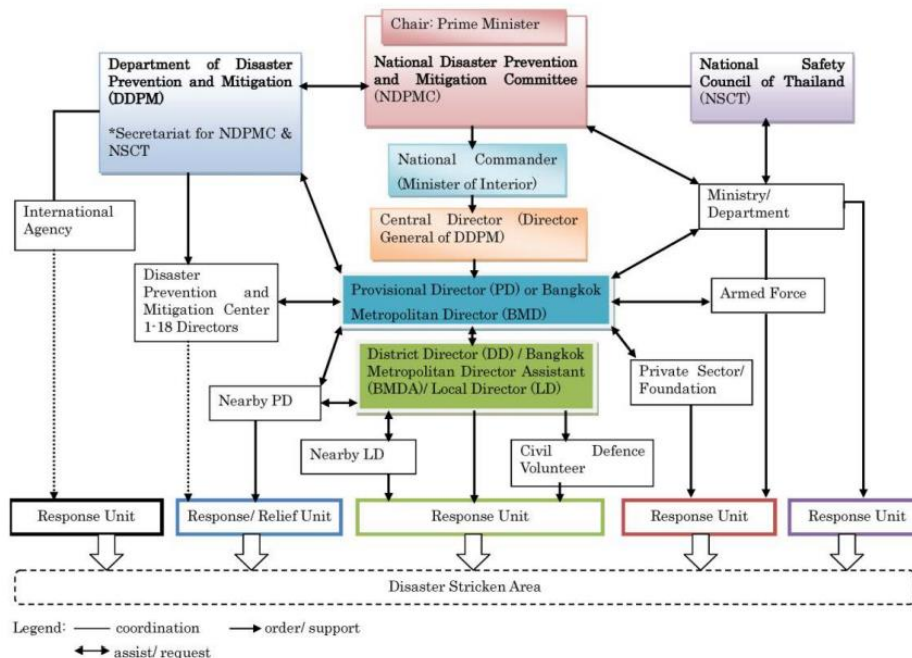 Chair: Prime Minister
Department of Disaster
Prevention and Mitigation
(DDPM)
*Secretariat for NDPMC &
NSCT
National Disaster Prevention
and Mitigation Committee
(NDPMC)
National Safety
Council of Thailand
(NSCT)
National Commander
(Minister of Interior)
Ministry/
Department
International
Agency
Central Director (Director
General of DDPM)
Disaster
Prevention and
Mitigation Center
1-18 Directors
Provisional Director (PD) or Bangkok
Metropolitan Director (BMD)
Armed Force
District Director (DD) / Bangkok
Metropolitan Director Assistant
(BMDA)/ Local Director (LD)
Private Sector/
Foundation
Nearby PD
Nearby LD
Civil Defence
Volunteer
Response Unit
Response/ Relief Unit
Response Unit
Response Unit
Response Unit
Disaster Stricken Area
Legend:
coordination
order/ support
assist/ request